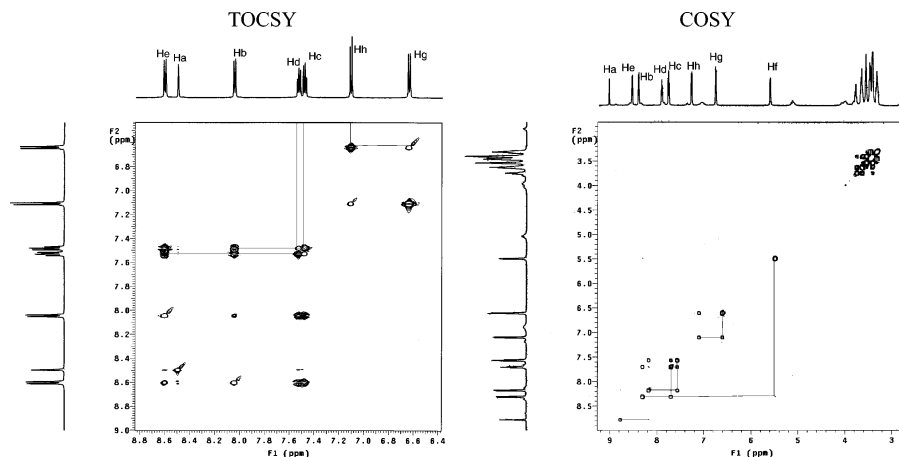 TOCSY
COSY
He
Ha
Hb
Hd
Hc
Hh
Hg
F2
(ppm)
6.8
7.0
7.2
7.4
7.6
7.8
8.0
8.2
8.4
8.6
8.8
9.0
8.8 8.6 8.4 8.2 8.0 7.8 7.6 7.4 7.2 7.0 6.8 6.6 6.4
F1 (ppm)
Ha
He
Hb
Hd
Hc
Hh
Hg
Hf
F2
(ppm)
3.5
4.0
4.5
5.0
5.5
6.0
6.5
7.0
7.5
8.0
8.5
9 8 7 6 5 4 3
F1 (ppm)